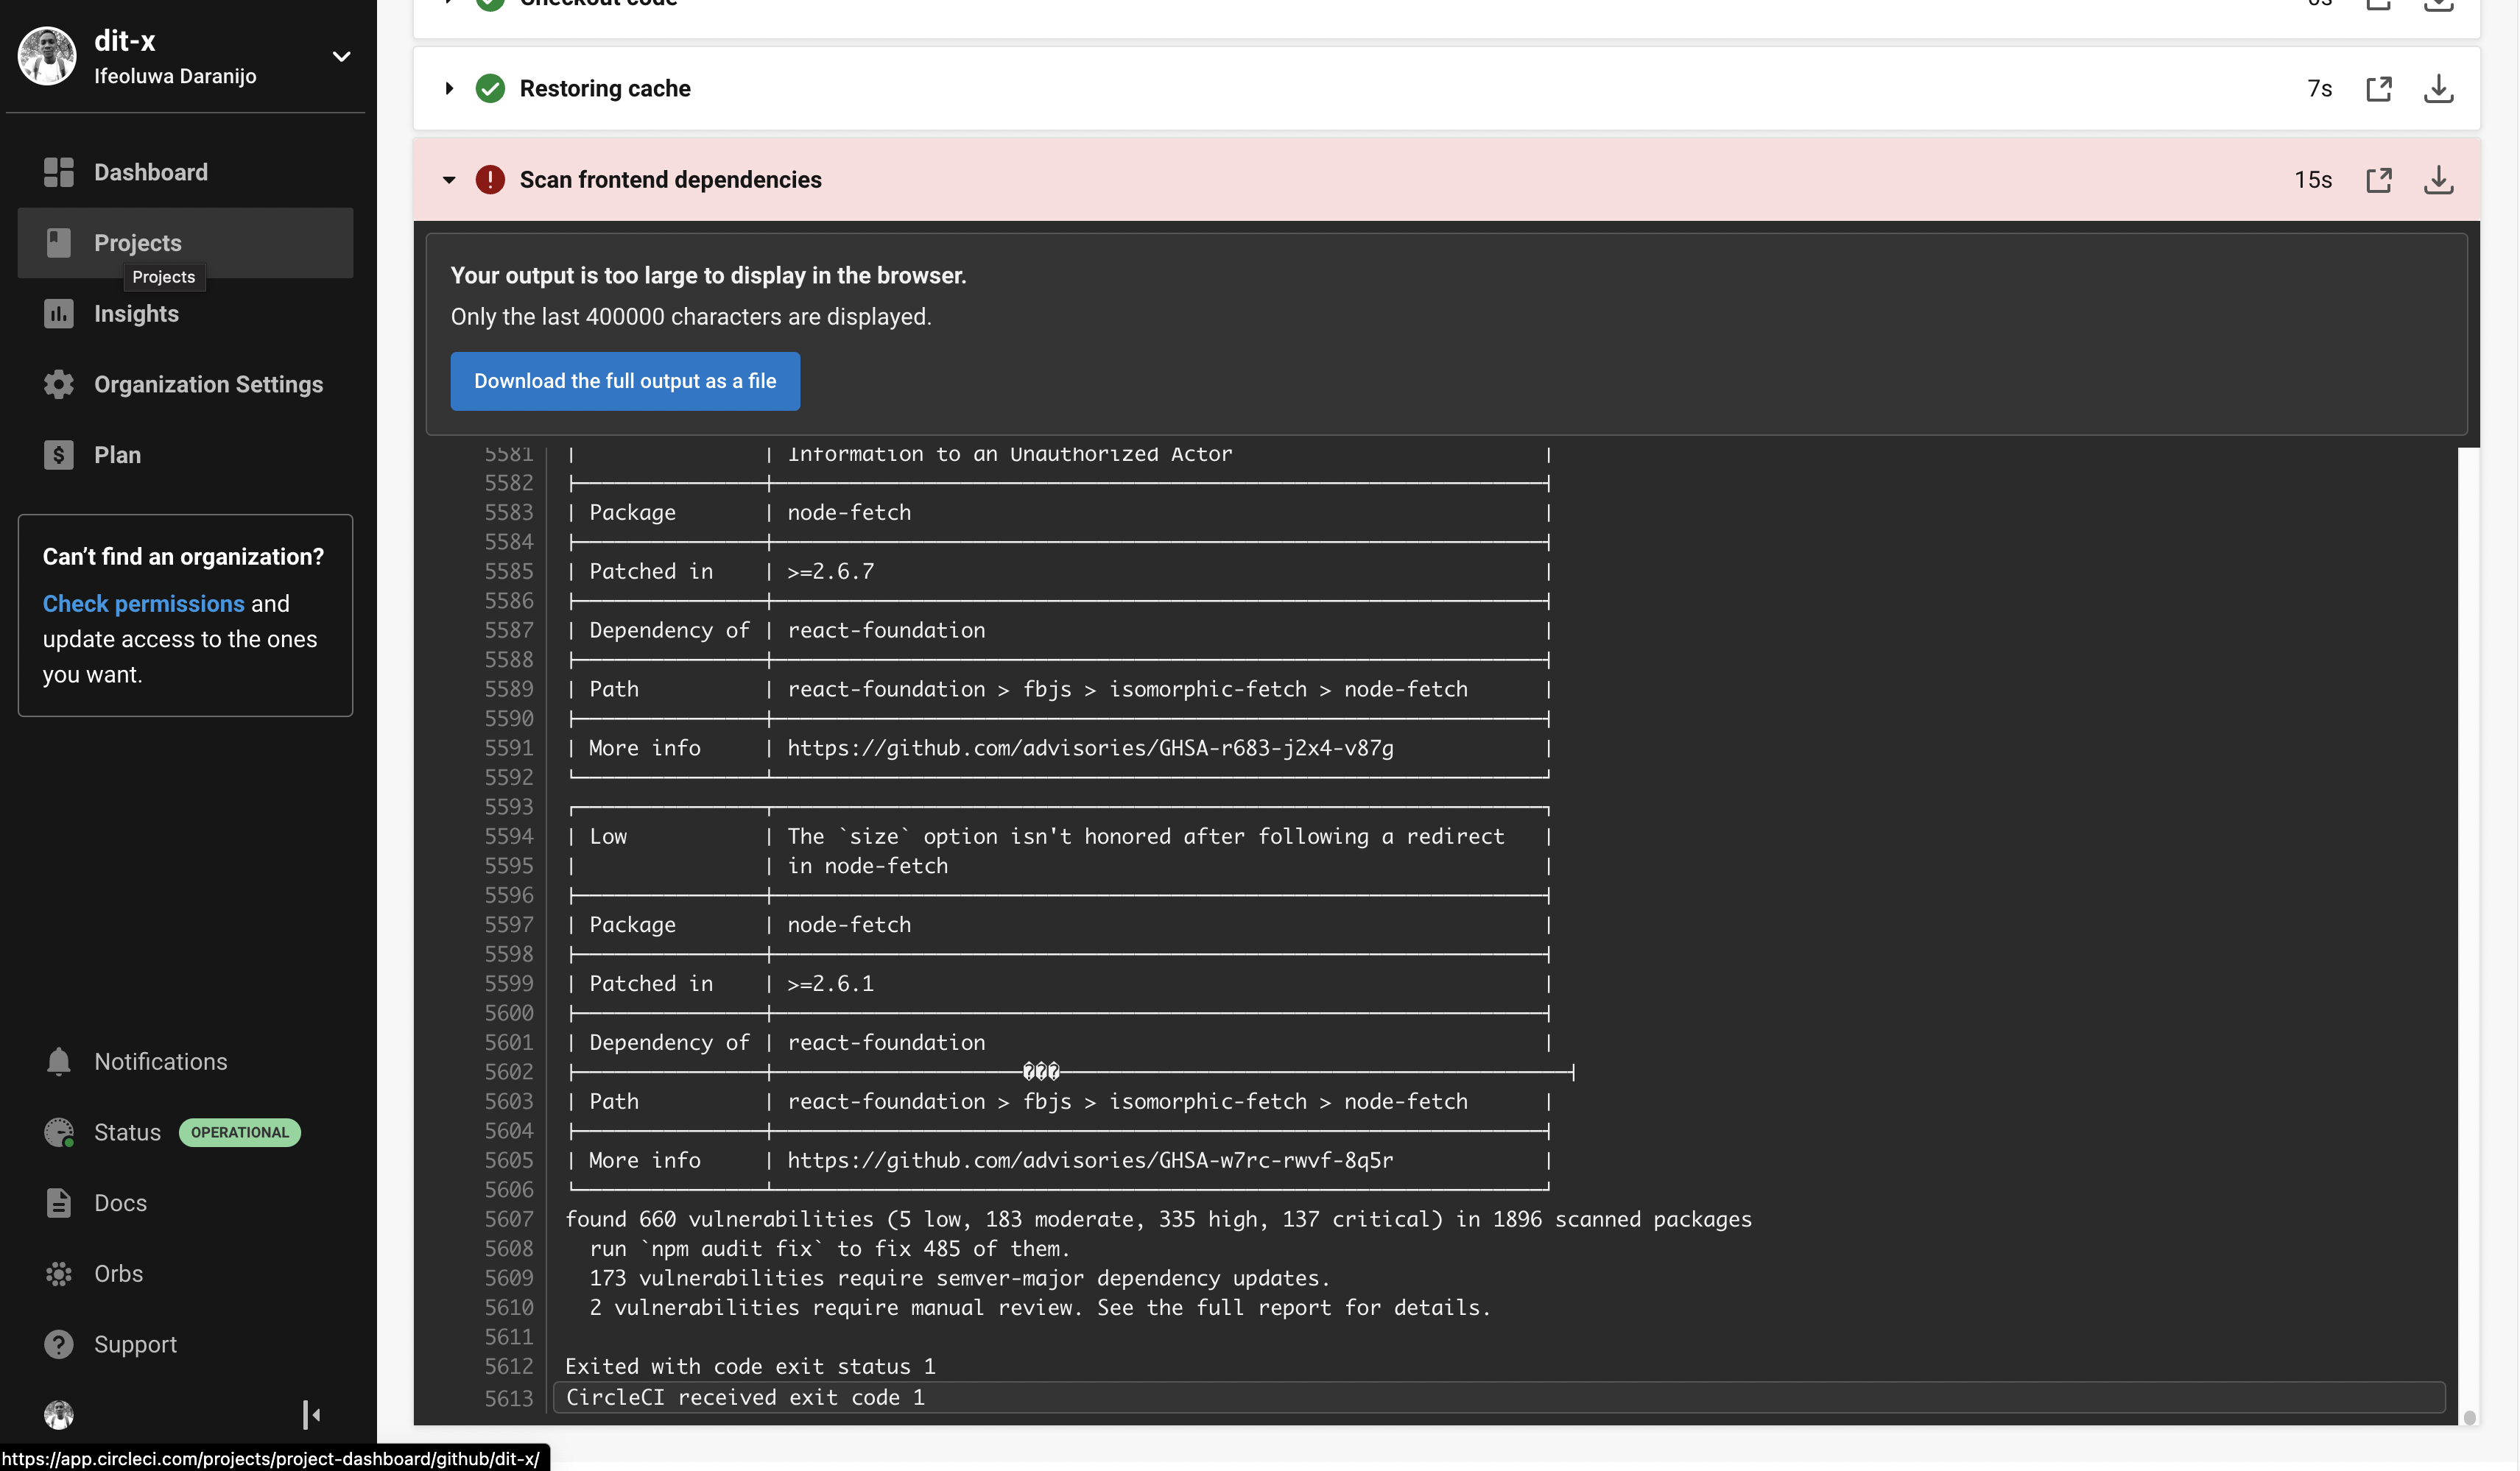 dit-x
Ifeoluwa Daranijo
Dashboard
Projects
Projects
Insights
Organization Settings
Plan
Can't find an organization?
Check permissions and
update access to the ones
you want.
Notifications
Status OPERATIONAL
Docs
Orbs
Support
https://app.circleci.com/projects/project-dashboard/github/dit-x/
Checkout code
Restoring cache 7s
Scan frontend dependencies 15s
Your output is too large to display in the browser.
Only the last 400000 characters are displayed.
Download the full output as a file
5581 | | Information to an Unauthorized Actor |
5582
5583 | Package | node-fetch |
5584
5585 | Patched in | >=2.6.7 |
5586
5587 | Dependency of | react-foundation |
5588
5589 | Path | react-foundation > fbjs > isomorphic-fetch > node-fetch |
5590
5591 | More info | https://github.com/advisories/GHSA-r683-j2x4-v87g |
5592
5593
5594 | Low | The `size` option isn't honored after following a redirect |
5595 | | in node-fetch |
5596
5597 | Package | node-fetch |
5598
5599 | Patched in | >=2.6.1 |
5600
5601 | Dependency of | react-foundation |
5602 ���
5603 | Path | react-foundation > fbjs > isomorphic-fetch > node-fetch |
5604
5605 | More info | https://github.com/advisories/GHSA-w7rc-rwvf-8q5r |
5606
5607 found 660 vulnerabilities (5 low, 183 moderate, 335 high, 137 critical) in 1896 scanned packages
5608 run `npm audit fix` to fix 485 of them.
5609 173 vulnerabilities require semver-major dependency updates.
5610 2 vulnerabilities require manual review. See the full report for details.
5611
5612 Exited with code exit status 1
5613 CircleCI received exit code 1